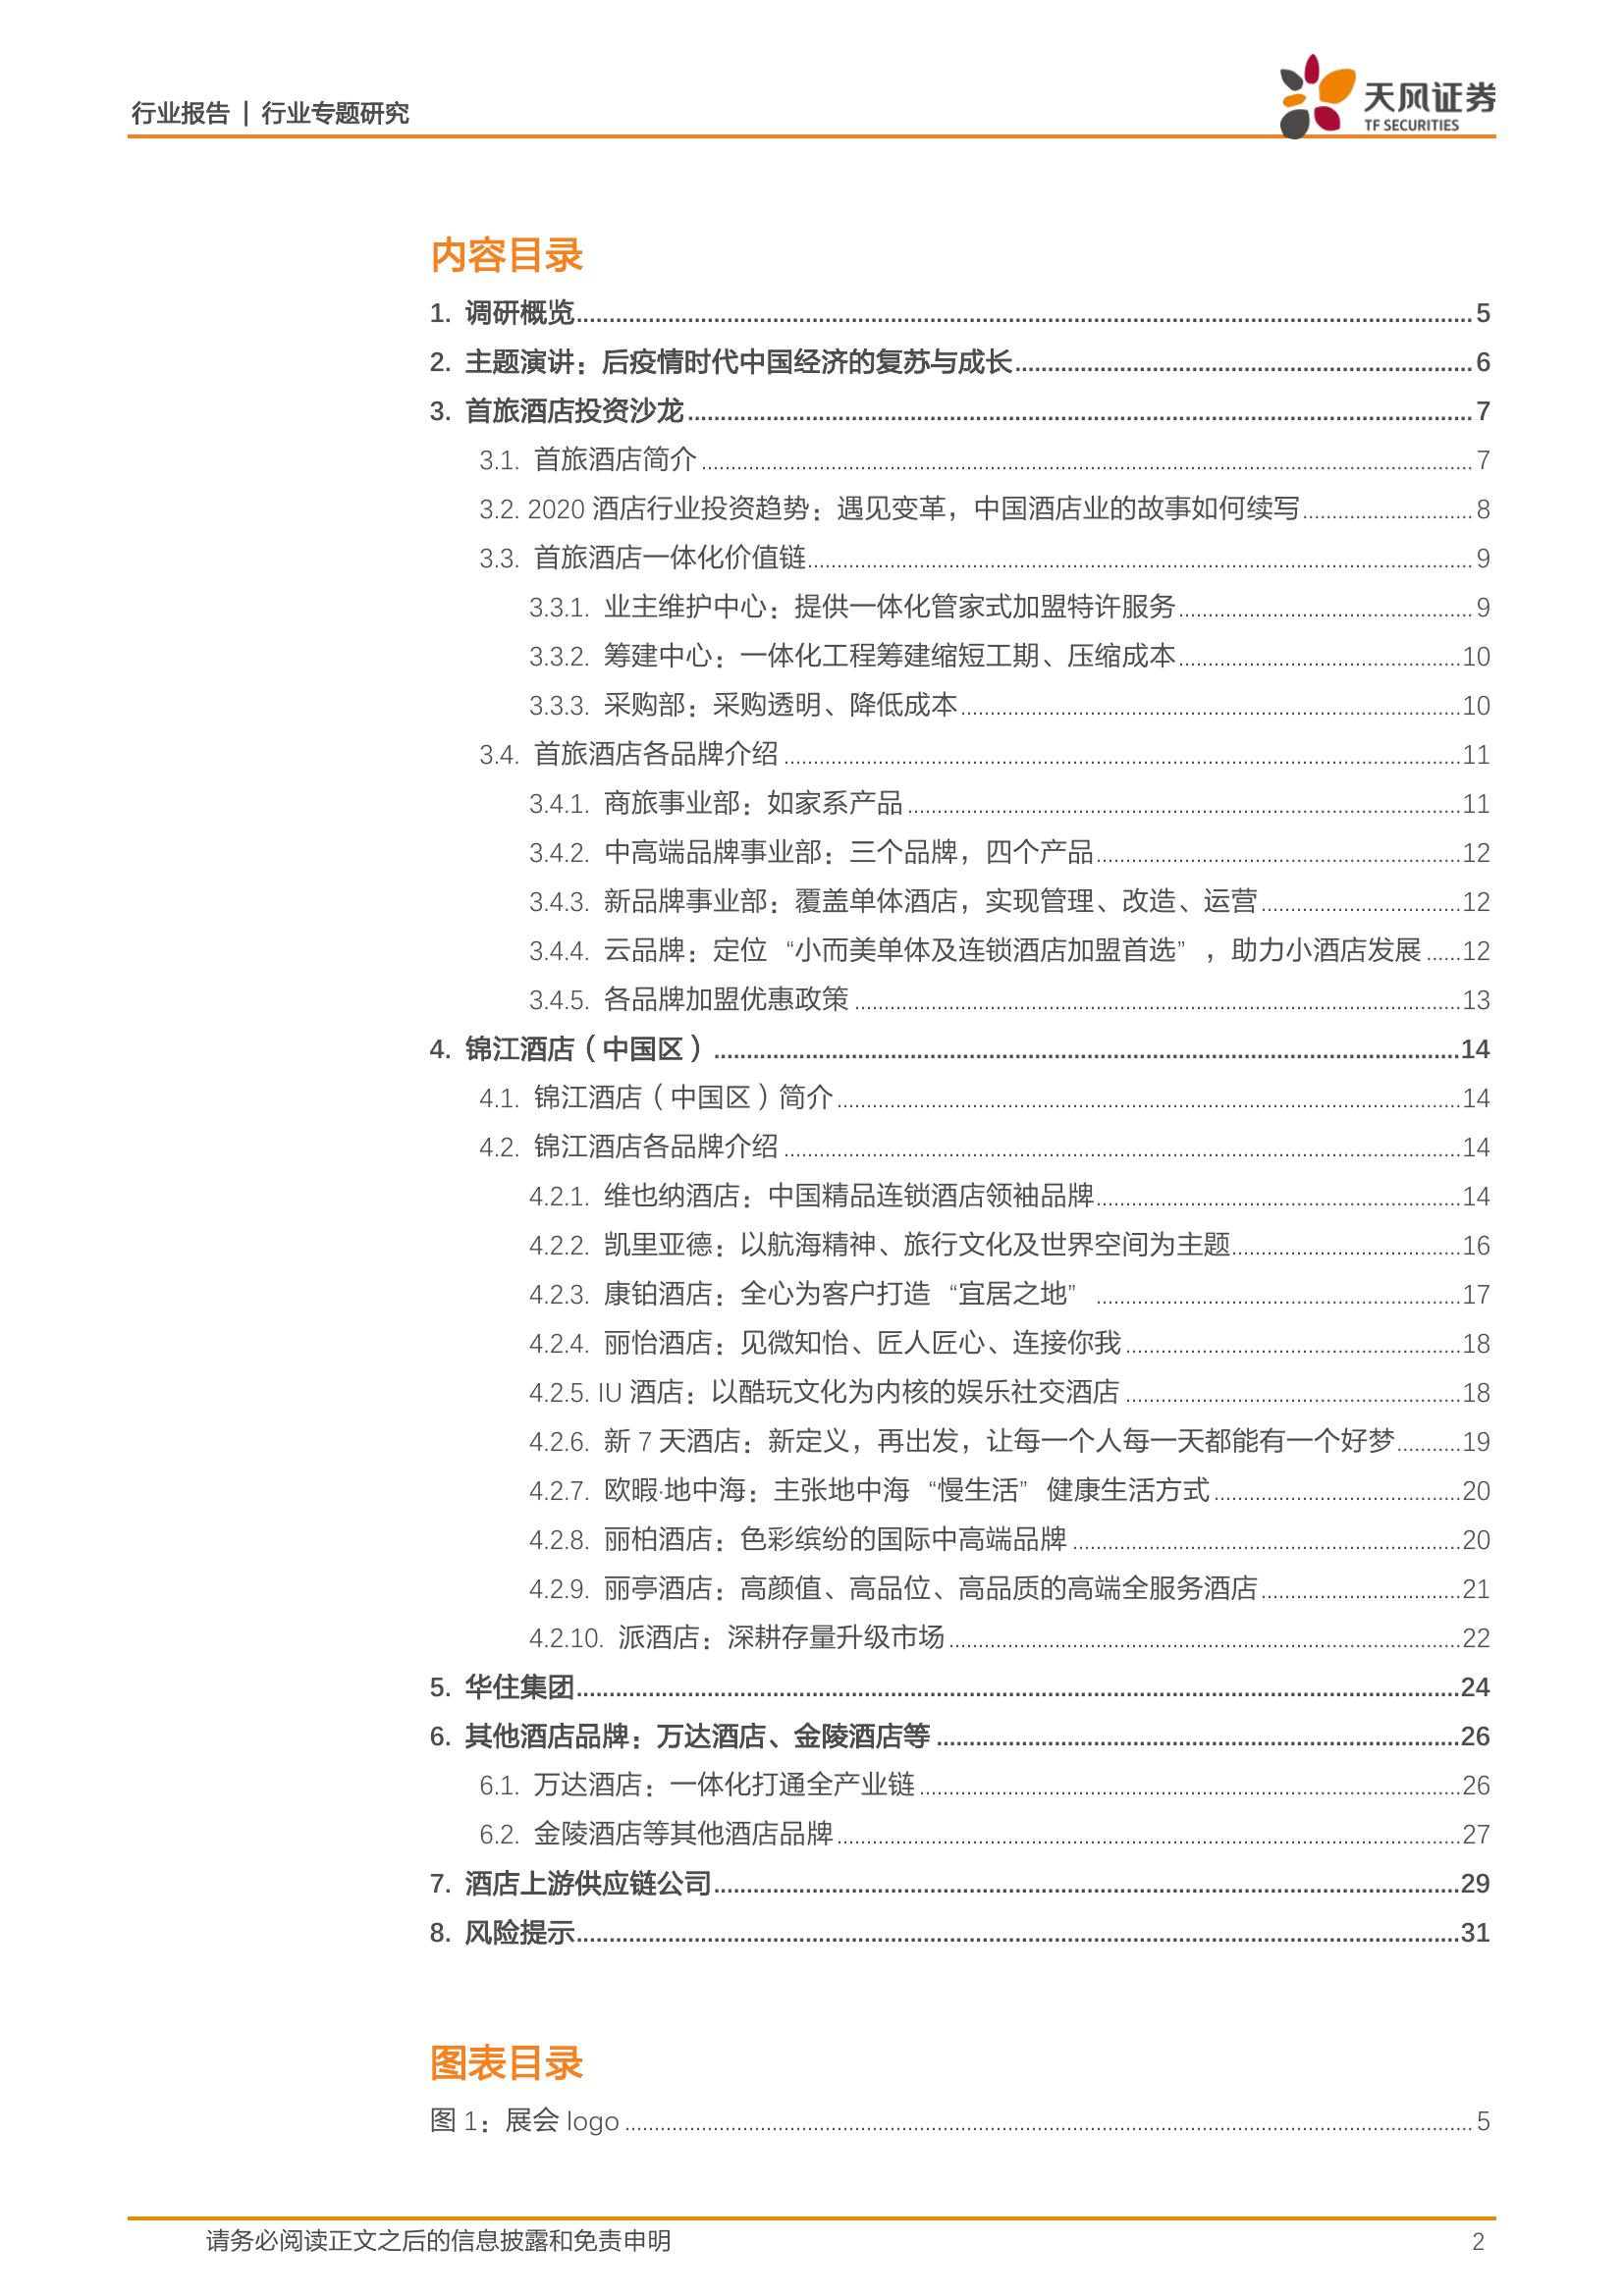 行业报告 | 行业专题研究
天风证券
TF SECURITIES
内容目录
1. 调研概览 5
2. 主题演讲：后疫情时代中国经济的复苏与成长 6
3. 首旅酒店投资沙龙 7
3.1. 首旅酒店简介 7
3.2. 2020 酒店行业投资趋势：遇见变革，中国酒店业的故事如何续写 8
3.3. 首旅酒店一体化价值链 9
3.3.1. 业主维护中心：提供一体化管家式加盟特许服务 9
3.3.2. 筹建中心：一体化工程筹建缩短工期、压缩成本 10
3.3.3. 采购部：采购透明、降低成本 10
3.4. 首旅酒店各品牌介绍 11
3.4.1. 商旅事业部：如家系产品 11
3.4.2. 中高端品牌事业部：三个品牌，四个产品 12
3.4.3. 新品牌事业部：覆盖单体酒店，实现管理、改造、运营 12
3.4.4. 云品牌：定位“小而美单体及连锁酒店加盟首选”，助力小酒店发展 12
3.4.5. 各品牌加盟优惠政策 13
4. 锦江酒店（中国区） 14
4.1. 锦江酒店（中国区）简介 14
4.2. 锦江酒店各品牌介绍 14
4.2.1. 维也纳酒店：中国精品连锁酒店领袖品牌 14
4.2.2. 凯里亚德：以航海精神、旅行文化及世界空间为主题 16
4.2.3. 康铂酒店：全心为客户打造“宜居之地” 17
4.2.4. 丽怡酒店：见微知怡、匠人匠心、连接你我 18
4.2.5. IU 酒店：以酷玩文化为内核的娱乐社交酒店 18
4.2.6. 新 7 天酒店：新定义，再出发，让每一个人每一天都能有一个好梦 19
4.2.7. 欧暇·地中海：主张地中海“慢生活”健康生活方式 20
4.2.8. 丽柏酒店：色彩缤纷的国际中高端品牌 20
4.2.9. 丽亭酒店：高颜值、高品位、高品质的高端全服务酒店 21
4.2.10. 派酒店：深耕存量升级市场 22
5. 华住集团 24
6. 其他酒店品牌：万达酒店、金陵酒店等 26
6.1. 万达酒店：一体化打通全产业链 26
6.2. 金陵酒店等其他酒店品牌 27
7. 酒店上游供应链公司 29
8. 风险提示 31
图表目录
图 1：展会 logo 5
请务必阅读正文之后的信息披露和免责申明 2